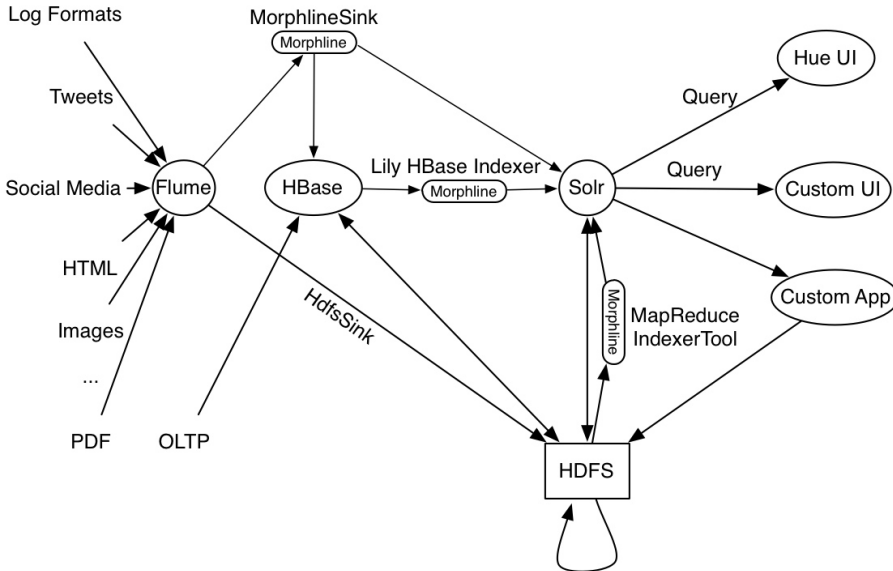 Log Formats
MorphlineSink
Morphline
Hue UI
Tweets
Query
Social Media
Flume
HBase
Lily HBase Indexer
Morphline
Solr
Query
Custom UI
HTML
HdfsSink
Images
Morphline
MapReduce
IndexerTool
Custom App
...
PDF
OLTP
HDFS